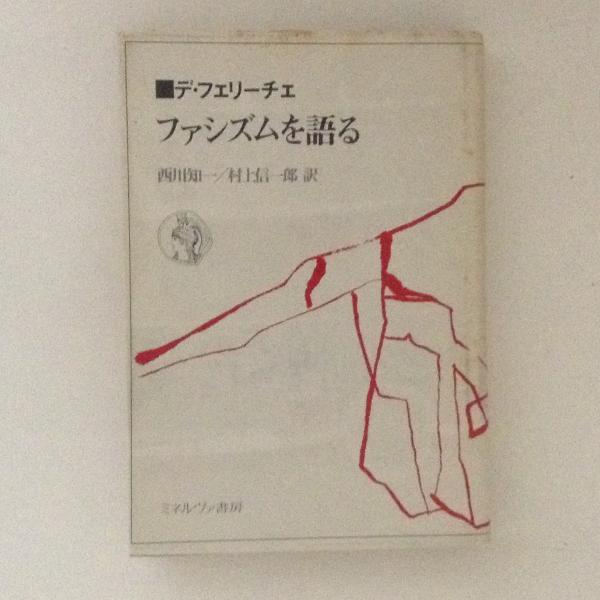 ■デ・フェリーチェ
ファシズムを語る
西川知一／村上信一郎 訳
ミネルヴァ書房